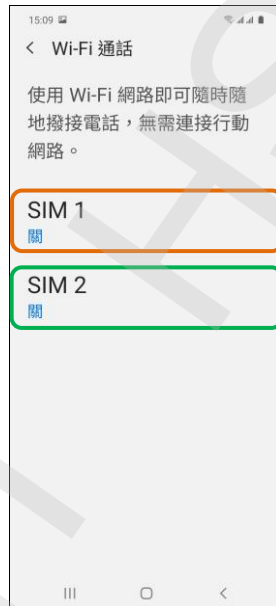 15:09
Wi-Fi 通話
使用 Wi-Fi 網路即可隨時隨
地撥接電話，無需連接行動
網路。
SIM 1
關
SIM 2
關